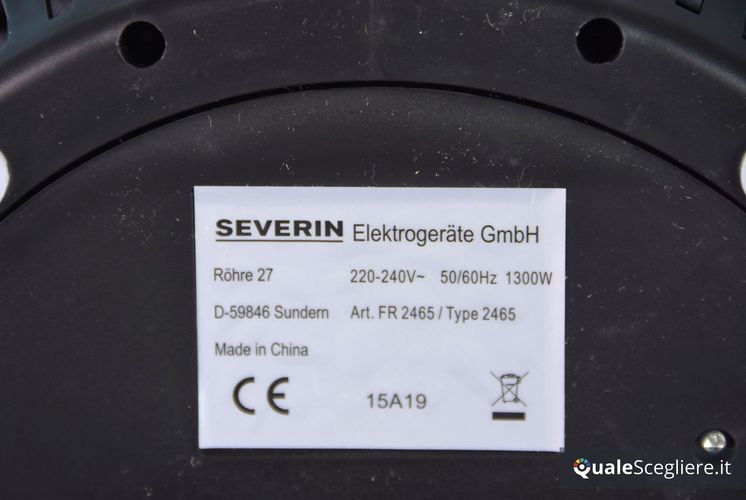 SEVERIN Elektrogeräte GmbH
Röhre 27 220-240V~ 50/60Hz 1300W
D-59846 Sundern Art. FR 2465 / Type 2465
Made in China
CE 15A19
QualeScegliere.it